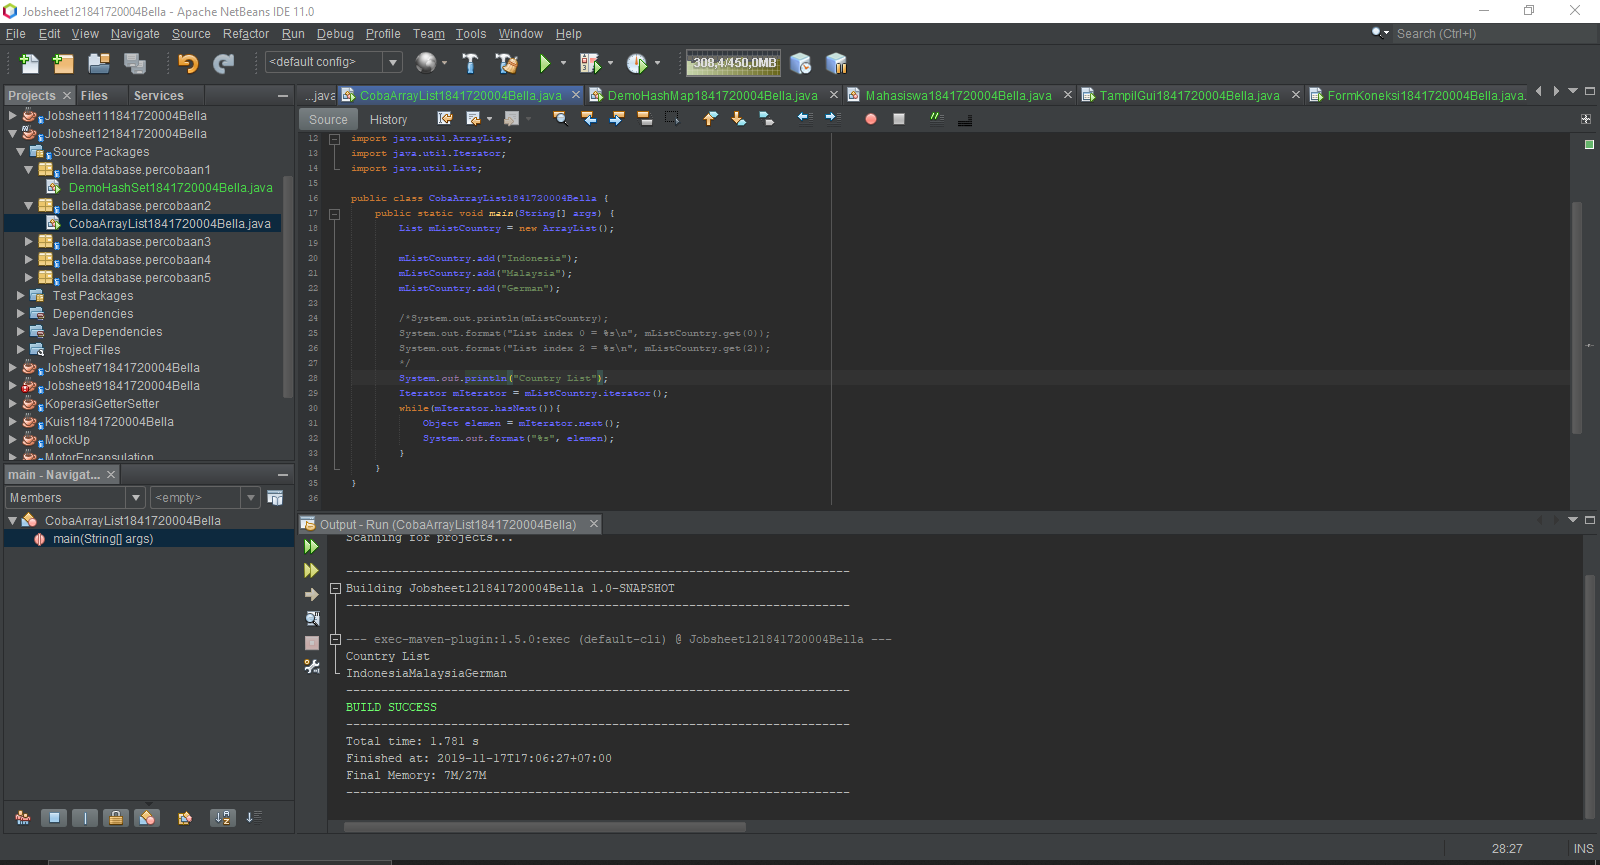 Jobsheet121841720004Bella - Apache NetBeans IDE 11.0
File Edit View Navigate Source Refactor Run Debug Profile Team Tools Window Help
Search (Ctrl+I)
<default config>
308,4/450,0MB
Projects Files Services
Jobsheet111841720004Bella
Jobsheet121841720004Bella
Source Packages
bella.database.percobaan1
DemoHashSet1841720004Bella.java
bella.database.percobaan2
CobaArrayList1841720004Bella.java
bella.database.percobaan3
bella.database.percobaan4
bella.database.percobaan5
Test Packages
Dependencies
Java Dependencies
Project Files
Jobsheet71841720004Bella
Jobsheet91841720004Bella
KoperasiGetterSetter
Kuis11841720004Bella
MockUp
MotorEncapsulation
main - Navigat...
Members
<empty>
CobaArrayList1841720004Bella
main(String[] args)
...java CobaArrayList1841720004Bella.java DemoHashMap1841720004Bella.java Mahasiswa1841720004Bella.java TampilGui1841720004Bella.java FormKoneksi1841720004Bella.java
Source History
12 import java.util.ArrayList;
13 import java.util.Iterator;
14 import java.util.List;
15
16 public class CobaArrayList1841720004Bella {
17 public static void main(String[] args) {
18 List mListCountry = new ArrayList();
19
20 mListCountry.add("Indonesia");
21 mListCountry.add("Malaysia");
22 mListCountry.add("German");
23
24 /*System.out.println(mListCountry);
25 System.out.format("List index 0 = %s\n", mListCountry.get(0));
26 System.out.format("List index 2 = %s\n", mListCountry.get(2));
27 */
28 System.out.println("Country List");
29 Iterator mIterator = mListCountry.iterator();
30 while(mIterator.hasNext()){
31 Object elemen = mIterator.next();
32 System.out.format("%s", elemen);
33 }
34 }
35 }
36
Output - Run (CobaArrayList1841720004Bella)
Scanning for projects...
------------------------------------------------------------------------
Building Jobsheet121841720004Bella 1.0-SNAPSHOT
------------------------------------------------------------------------
--- exec-maven-plugin:1.5.0:exec (default-cli) @ Jobsheet121841720004Bella ---
Country List
IndonesiaMalaysiaGerman
------------------------------------------------------------------------
BUILD SUCCESS
------------------------------------------------------------------------
Total time: 1.781 s
Finished at: 2019-11-17T17:06:27+07:00
Final Memory: 7M/27M
------------------------------------------------------------------------
28:27 INS